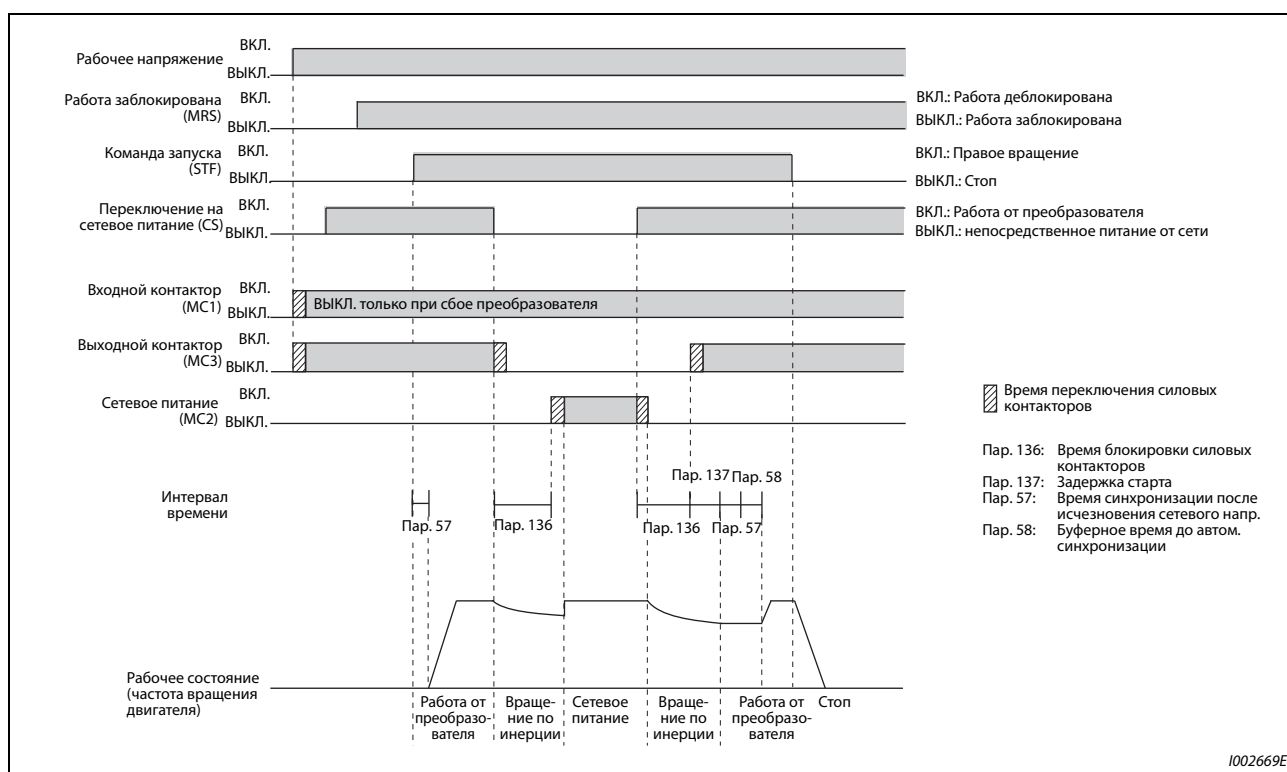 ВКЛ.
Рабочее напряжение
ВЫКЛ.
Работа заблокирована
(MRS)
ВКЛ.
ВЫКЛ.
ВКЛ.: Работа деблокирована
ВЫКЛ.: Работа заблокирована
Команда запуска
(STF)
ВКЛ.
ВЫКЛ.
ВКЛ.: Правое вращение
ВЫКЛ.: Стоп
Переключение на
сетевое питание (CS)
ВКЛ.
ВЫКЛ.
ВКЛ.: Работа от преобразователя
ВЫКЛ.: непосредственное питание от сети
Входной контактор
(MC1)
ВКЛ.
ВЫКЛ.
ВЫКЛ. только при сбое преобразователя
Выходной контактор
(MC3)
ВКЛ.
ВЫКЛ.
Сетевое питание
(MC2)
ВКЛ.
ВЫКЛ.
Время переключения силовых
контакторов
Пар. 136: Время блокировки силовых
контакторов
Пар. 137: Задержка старта
Пар. 57: Время синхронизации после
исчезновения сетевого напр.
Пар. 58: Буферное время до автом.
синхронизации
Интервал
времени
Пар. 137 Пар. 58
Пар. 57
Пар. 136
Пар. 136
Пар. 57
Рабочее состояние
(частота вращения
двигателя)
Работа от
преобразо-
вателя
Враще-
ние по
инерции
Сетевое
питание
Враще-
ние по
инерции
Работа от
преобразо-
вателя
Стоп
I002669E